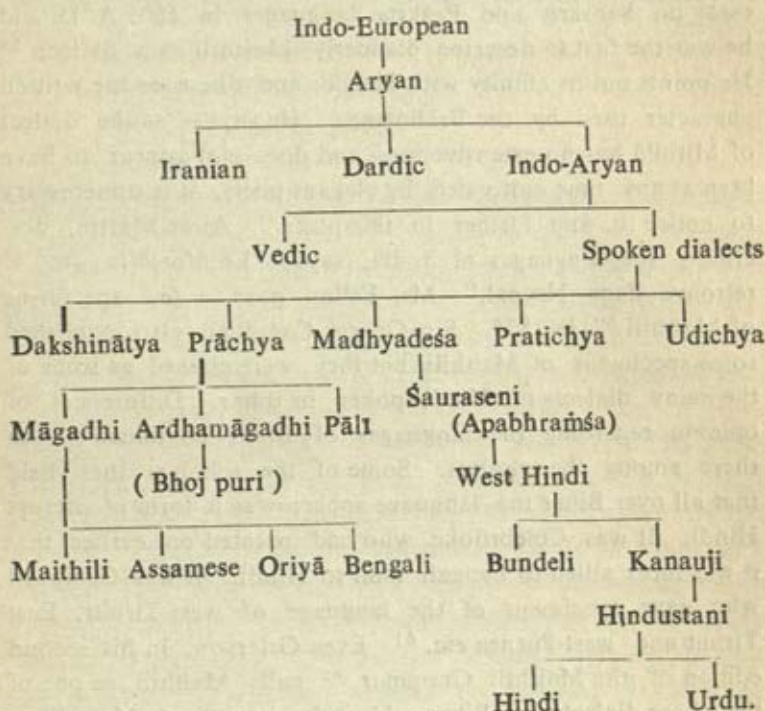 Indo-European
Aryan
Iranian Dardic Indo-Aryan
Vedic Spoken dialects
Dakshinātya Prāchya Madhyadeśa Pratichya Udichya
Śauraseni
Māgadhi Ardhamāgadhi Pālī (Apabhraṁśa)
( Bhoj puri ) West Hindi
Maithili Assamese Oriyā Bengali Bundeli Kanauji
Hindustani
Hindi Urdu.